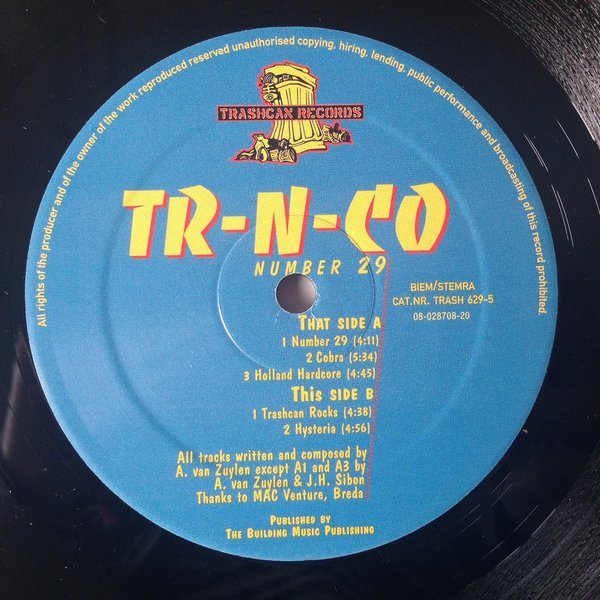 All rights of the producer and of the owner of the work reproduced reserved unauthorised copying, hiring, lending, public performance and broadcasting of this record prohibited.
TRASHCAN RECORDS
TR-N-CO
NUMBER 29
BIEM/STEMRA
CAT.NR. TRASH 629-5
08-028708-20
THAT SIDE A
1 Number 29 (4:11)
2 Cobra (5:34)
3 Holland Hardcore (4:45)
THIS SIDE B
1 Trashcan Rocks (4:38)
2 Hysteria (4:56)
All tracks written and composed by
A. van Zuylen except A1 and A3 by
A. van Zuylen & J.H. Sibon
Thanks to MAC Venture, Breda
PUBLISHED BY
THE BUILDING MUSIC PUBLISHING